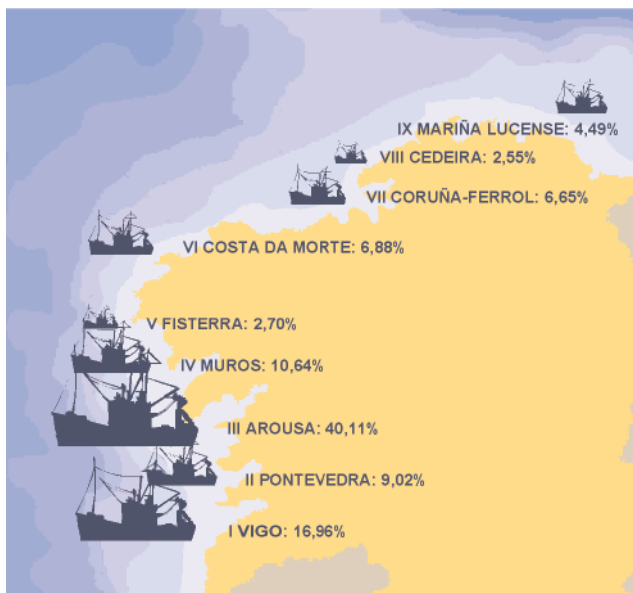 IX MARIÑA LUCENSE: 4,49%
VIII CEDEIRA: 2,55%
VII CORUÑA-FERROL: 6,65%
VI COSTA DA MORTE: 6,88%
V FISTERRA: 2,70%
IV MUROS: 10,64%
III AROUSA: 40,11%
II PONTEVEDRA: 9,02%
I VIGO: 16,96%